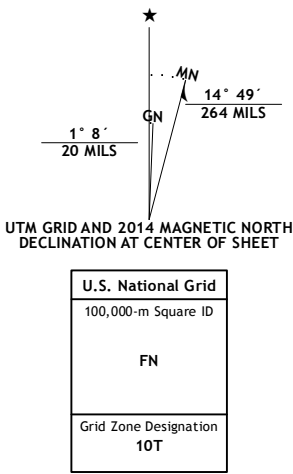 MN
GN
14° 49´
264 MILS
1° 8´
20 MILS
UTM GRID AND 2014 MAGNETIC NORTH
DECLINATION AT CENTER OF SHEET
U.S. National Grid
100,000-m Square ID
FN
Grid Zone Designation
10T